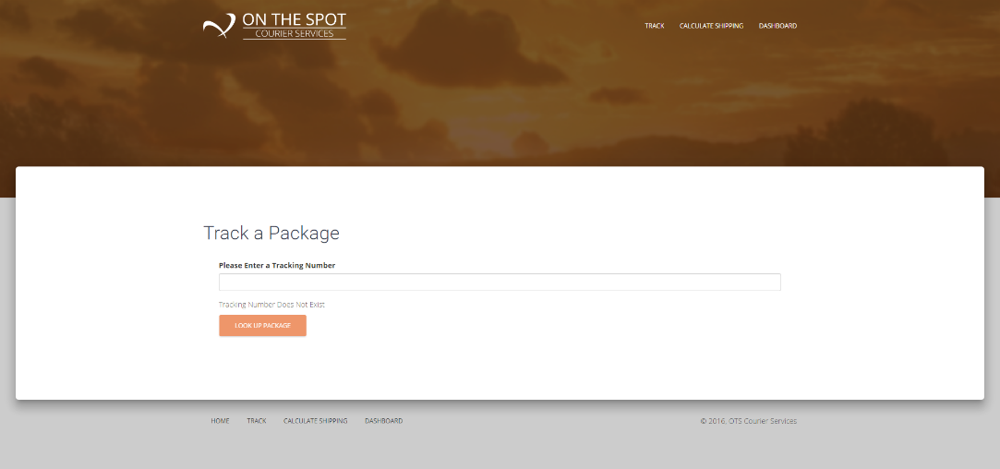 ON THE SPOT
COURIER SERVICES
TRACK CALCULATE SHIPPING DASHBOARD
Track a Package
Please Enter a Tracking Number
Tracking Number Does Not Exist
LOOK UP PACKAGE
HOME TRACK CALCULATE SHIPPING DASHBOARD © 2016, OTS Courier Services